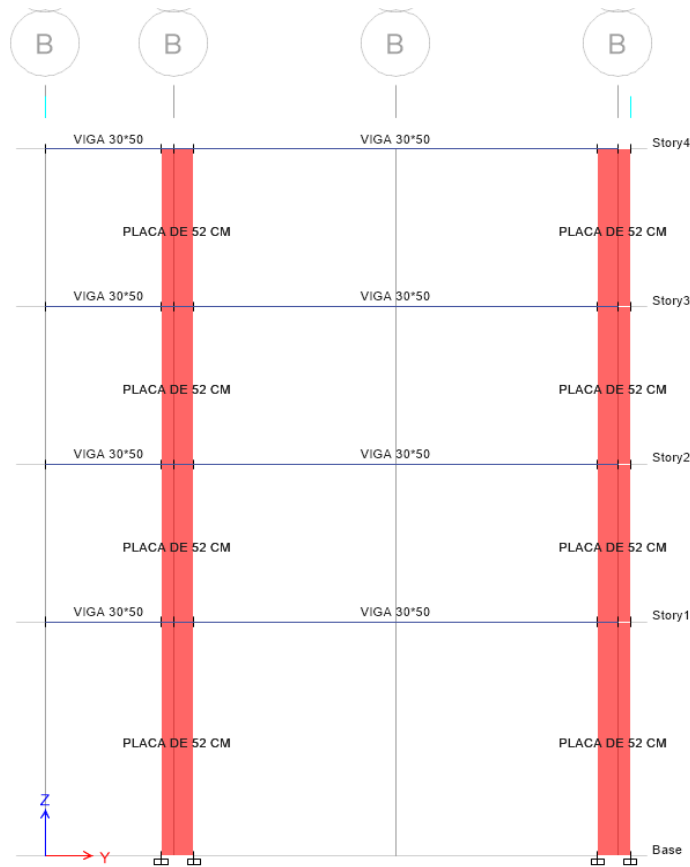 B B B B
VIGA 30*50 VIGA 30*50 Story4
PLACA DE 52 CM PLACA DE 52 CM
VIGA 30*50 VIGA 30*50 Story3
PLACA DE 52 CM PLACA DE 52 CM
VIGA 30*50 VIGA 30*50 Story2
PLACA DE 52 CM PLACA DE 52 CM
VIGA 30*50 VIGA 30*50 Story1
PLACA DE 52 CM PLACA DE 52 CM
Z
Y Base